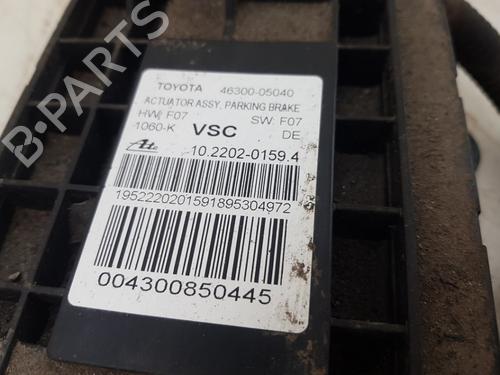 TOYOTA 46300-05040
ACTUATOR ASSY, PARKING BRAKE
HW: F07 SW: F07
1060-K VSC DE
Ate 10.2202-0159.4
1952220201591895304972
004300850445
B PARTS